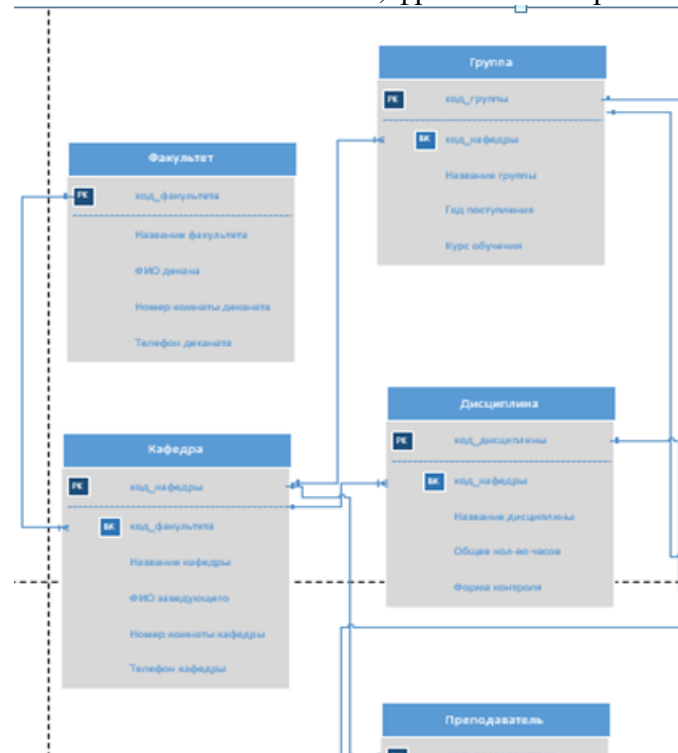 Группа
PK код_группы
ВК код_кафедры
Название группы
Год поступления
Курс обучения
Факультет
PK код_факультета
Название факультета
ФИО декана
Номер комнаты деканата
Телефон деканата
Дисциплина
PK код_дисциплины
ВК код_кафедры
Название дисциплины
Общее кол-во часов
Форма контроля
Кафедра
PK код_кафедры
ВК код_факультета
Название кафедры
ФИО заведующего
Номер комнаты кафедры
Телефон кафедры
Преподаватель